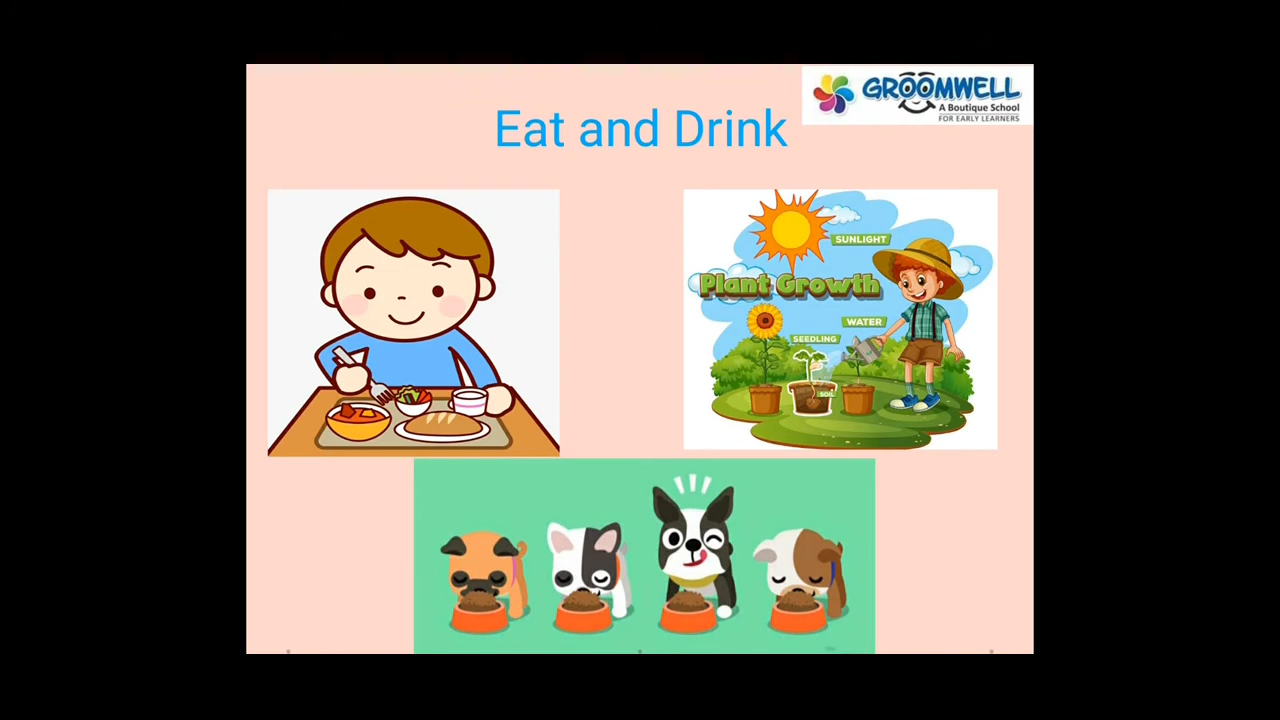 GROOMWELL
A Boutique School
FOR EARLY LEARNERS
Eat and Drink
SUNLIGHT
Plant Growth
WATER
SEEDLING
SOIL